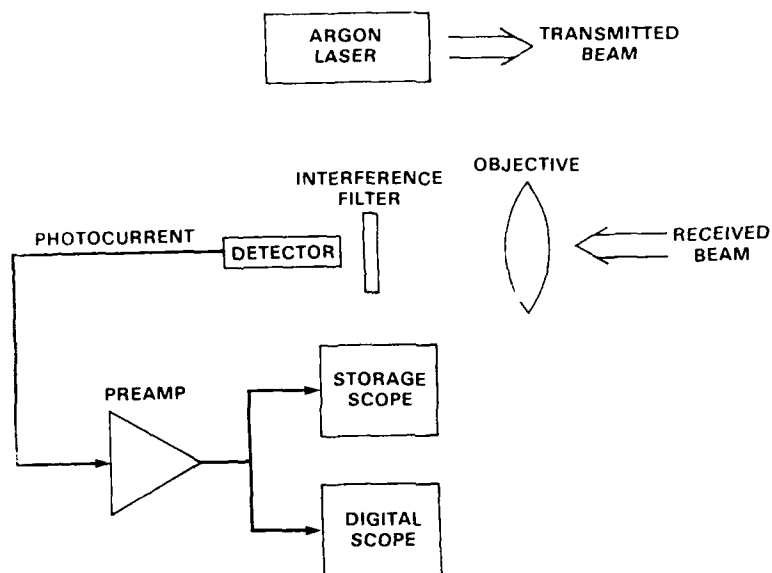 ARGON
LASER
TRANSMITTED
BEAM
OBJECTIVE
INTERFERENCE
FILTER
PHOTOCURRENT
DETECTOR
RECEIVED
BEAM
PREAMP
STORAGE
SCOPE
DIGITAL
SCOPE